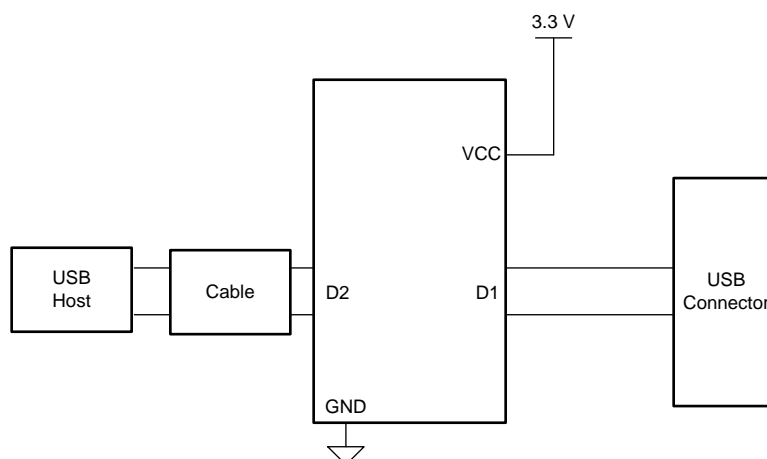 3.3 V
VCC
USB
Host
Cable
D2
D1
USB
Connector
GND